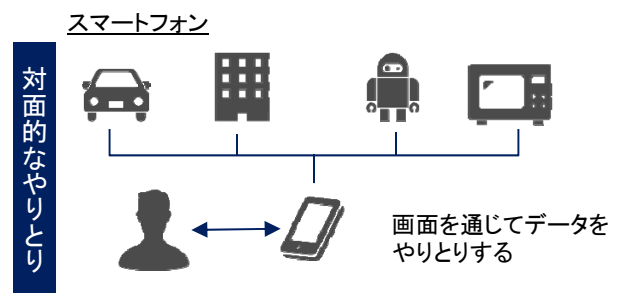 スマートフォン
対面的なやりとり
画面を通じてデータを
やりとりする